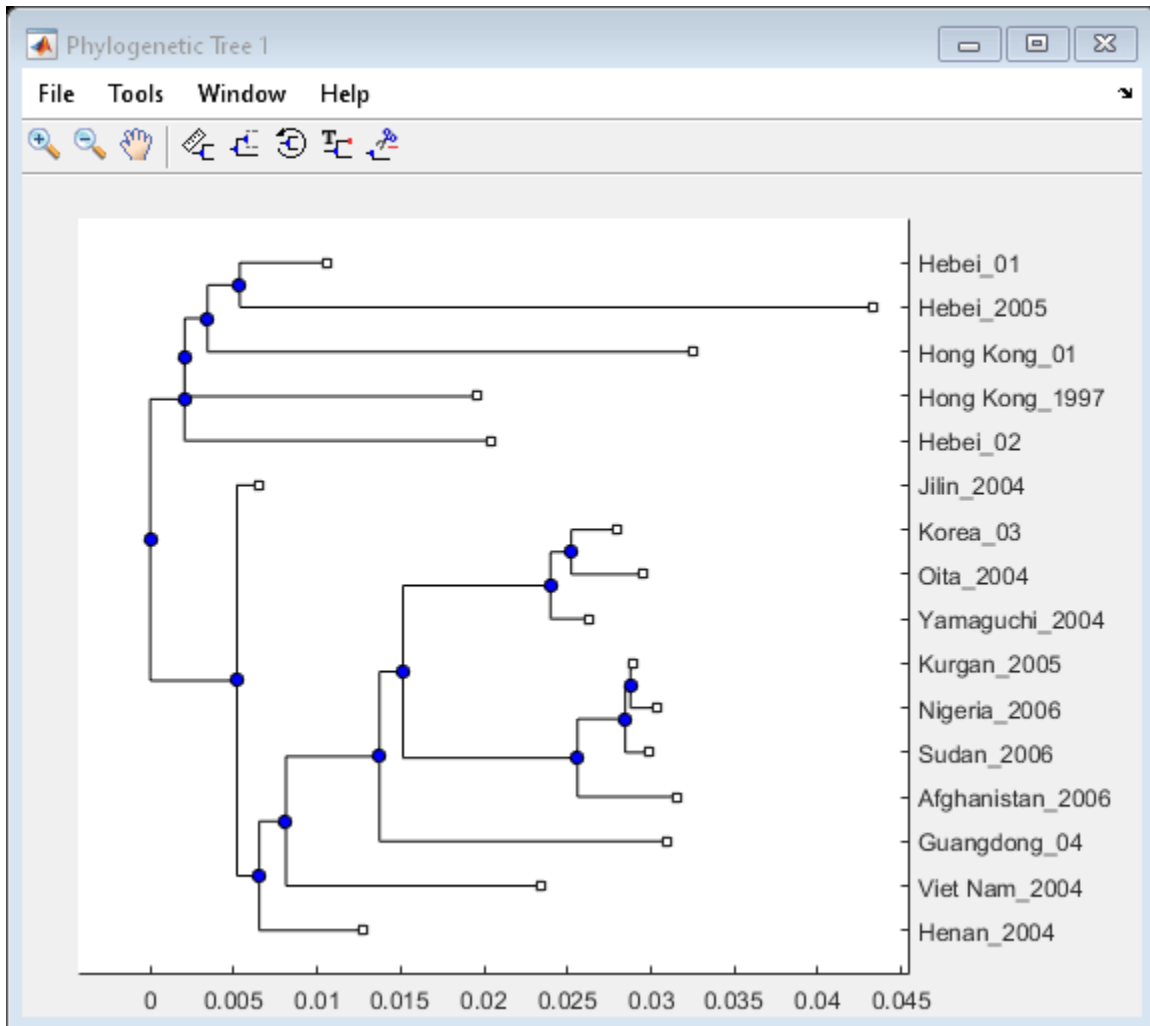 Phylogenetic Tree 1
File Tools Window Help
Hebei_01
Hebei_2005
Hong Kong_01
Hong Kong_1997
Hebei_02
Jilin_2004
Korea_03
Oita_2004
Yamaguchi_2004
Kurgan_2005
Nigeria_2006
Sudan_2006
Afghanistan_2006
Guangdong_04
Viet Nam_2004
Henan_2004
0 0.005 0.01 0.015 0.02 0.025 0.03 0.035 0.04 0.045